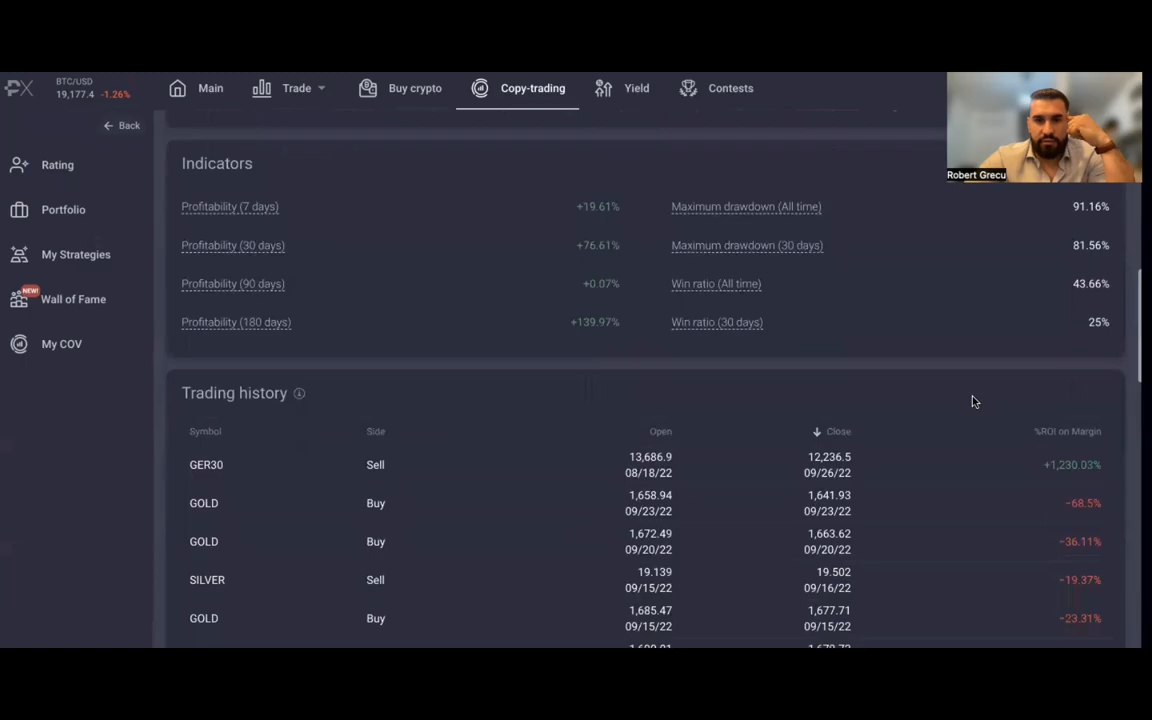 PX
BTC/USD
19,177.4 -1.26%
Main
Trade
Buy crypto
Copy-trading
Yield
Contests
Back
Rating
Portfolio
My Strategies
NEW!
Wall of Fame
My COV
Robert Grecu
Indicators
Profitability (7 days) +19.61% Maximum drawdown (All time) 91.16%
Profitability (30 days) +76.61% Maximum drawdown (30 days) 81.56%
Profitability (90 days) +0.07% Win ratio (All time) 43.66%
Profitability (180 days) +139.97% Win ratio (30 days) 25%
Trading history
Symbol Side Open Close %ROI on Margin
GER30 Sell 13,686.9 12,236.5 +1,230.03%
08/18/22 09/26/22
GOLD Buy 1,658.94 1,641.93 -68.5%
09/23/22 09/23/22
GOLD Buy 1,672.49 1,663.62 -36.11%
09/20/22 09/20/22
SILVER Sell 19.139 19.502 -19.37%
09/15/22 09/16/22
GOLD Buy 1,685.47 1,677.71 -23.31%
09/15/22 09/15/22